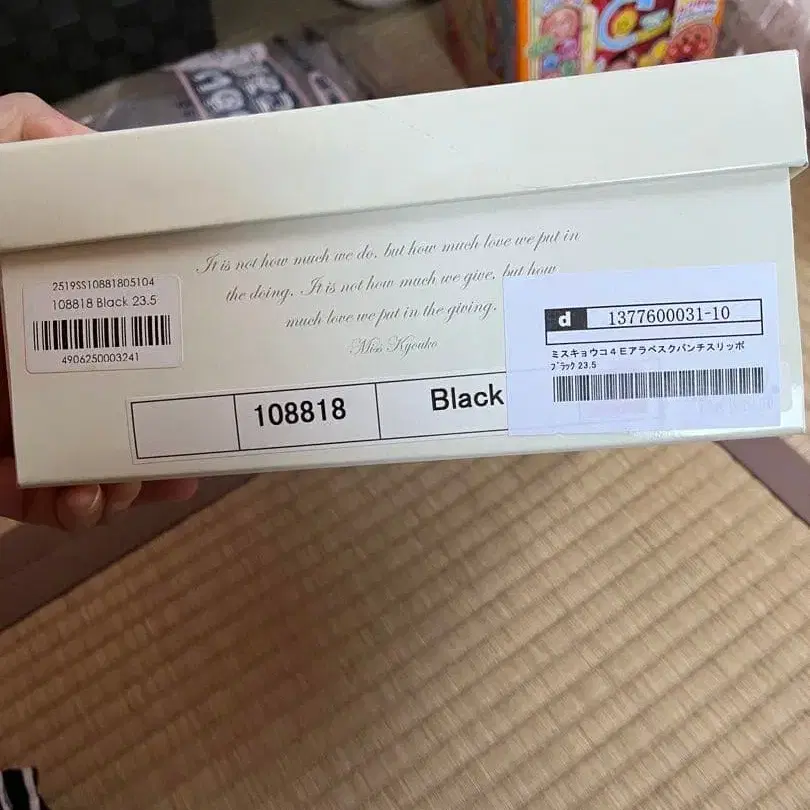 It is not how much we do, but how much love we put in
the doing. It is not how much we give, but how
much love we put in the giving.
Miss Kyouko
2519SS10881805104
108818 Black 23.5
4906250003241
d 1377600031-10
ミスキョウコ4Eアラベスクパンチスリッポ
ブラック 23.5
108818 Black
C